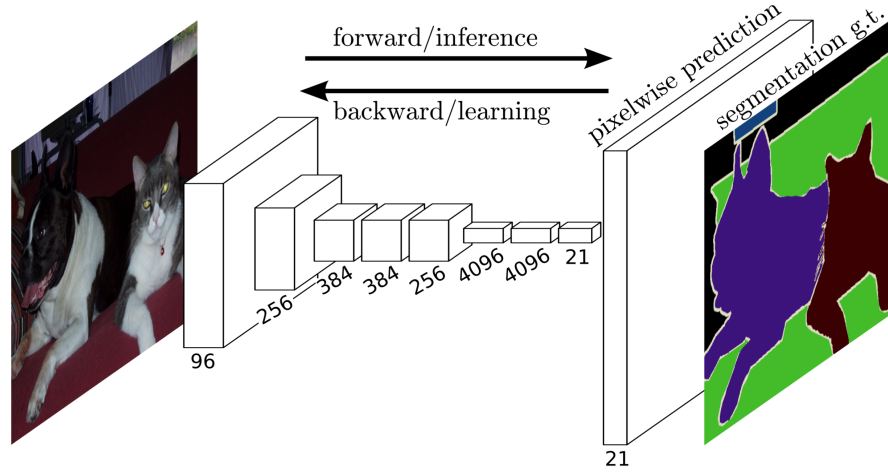 forward/inference
backward/learning
pixelwise prediction
segmentation g.t.
96
256
384
384
256
4096
4096
21
21